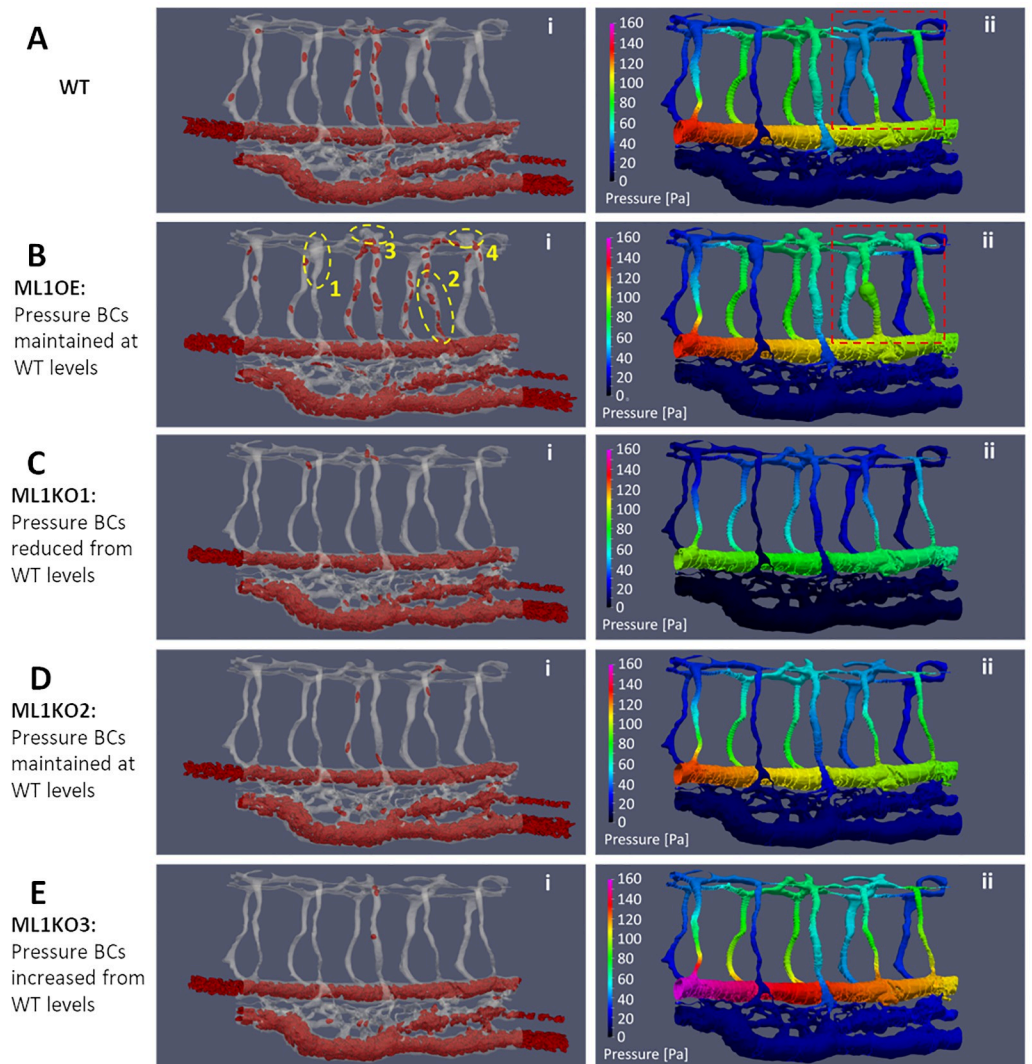 A
WT
i
160
140
120
100
80
60
40
20
0
Pressure [Pa]
ii
B
ML1OE:
Pressure BCs
maintained at
WT levels
i
1
3
2
4
160
140
120
100
80
60
40
20
0
Pressure [Pa]
ii
C
ML1KO1:
Pressure BCs
reduced from
WT levels
i
160
140
120
100
80
60
40
20
0
Pressure [Pa]
ii
D
ML1KO2:
Pressure BCs
maintained at
WT levels
i
160
140
120
100
80
60
40
20
0
Pressure [Pa]
ii
E
ML1KO3:
Pressure BCs
increased from
WT levels
i
160
140
120
100
80
60
40
20
0
Pressure [Pa]
ii